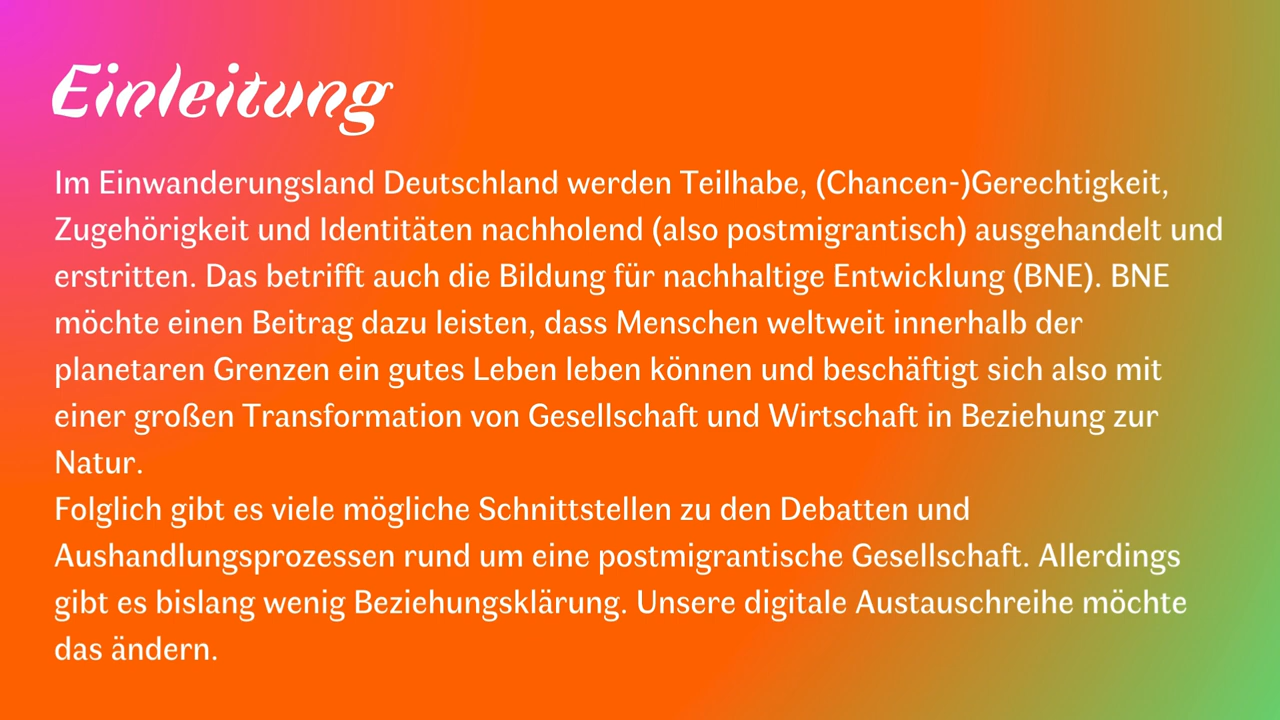 Einleitung
Im Einwanderungsland Deutschland werden Teilhabe, (Chancen-)Gerechtigkeit,
Zugehörigkeit und Identitäten nachholend (also postmigrantisch) ausgehandelt und
erstritten. Das betrifft auch die Bildung für nachhaltige Entwicklung (BNE). BNE
möchte einen Beitrag dazu leisten, dass Menschen weltweit innerhalb der
planetaren Grenzen ein gutes Leben leben können und beschäftigt sich also mit
einer großen Transformation von Gesellschaft und Wirtschaft in Beziehung zur
Natur.
Folglich gibt es viele mögliche Schnittstellen zu den Debatten und
Aushandlungsprozessen rund um eine postmigrantische Gesellschaft. Allerdings
gibt es bislang wenig Beziehungsklärung. Unsere digitale Austauschreihe möchte
das ändern.